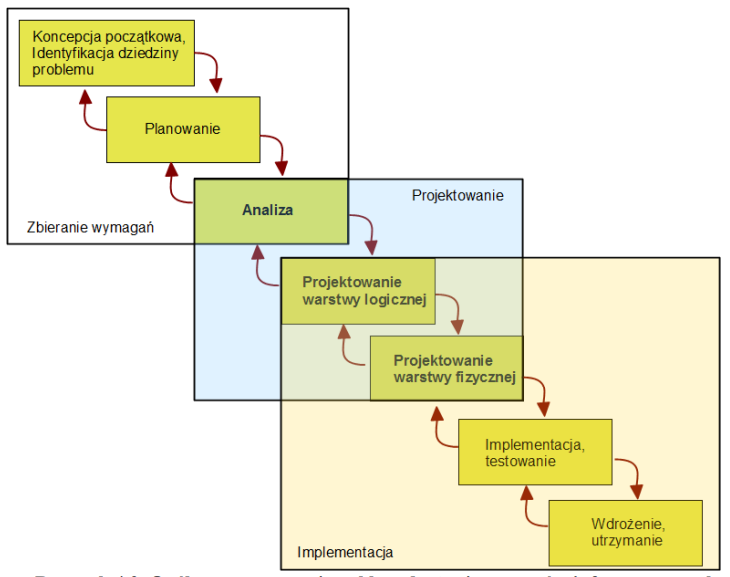 Koncepcja początkowa,
Identyfikacja dziedziny
problemu
Planowanie
Analiza
Projektowanie
Zbieranie wymagań
Projektowanie
warstwy logicznej
Projektowanie
warstwy fizycznej
Implementacja,
testowanie
Wdrożenie,
utrzymanie
Implementacja